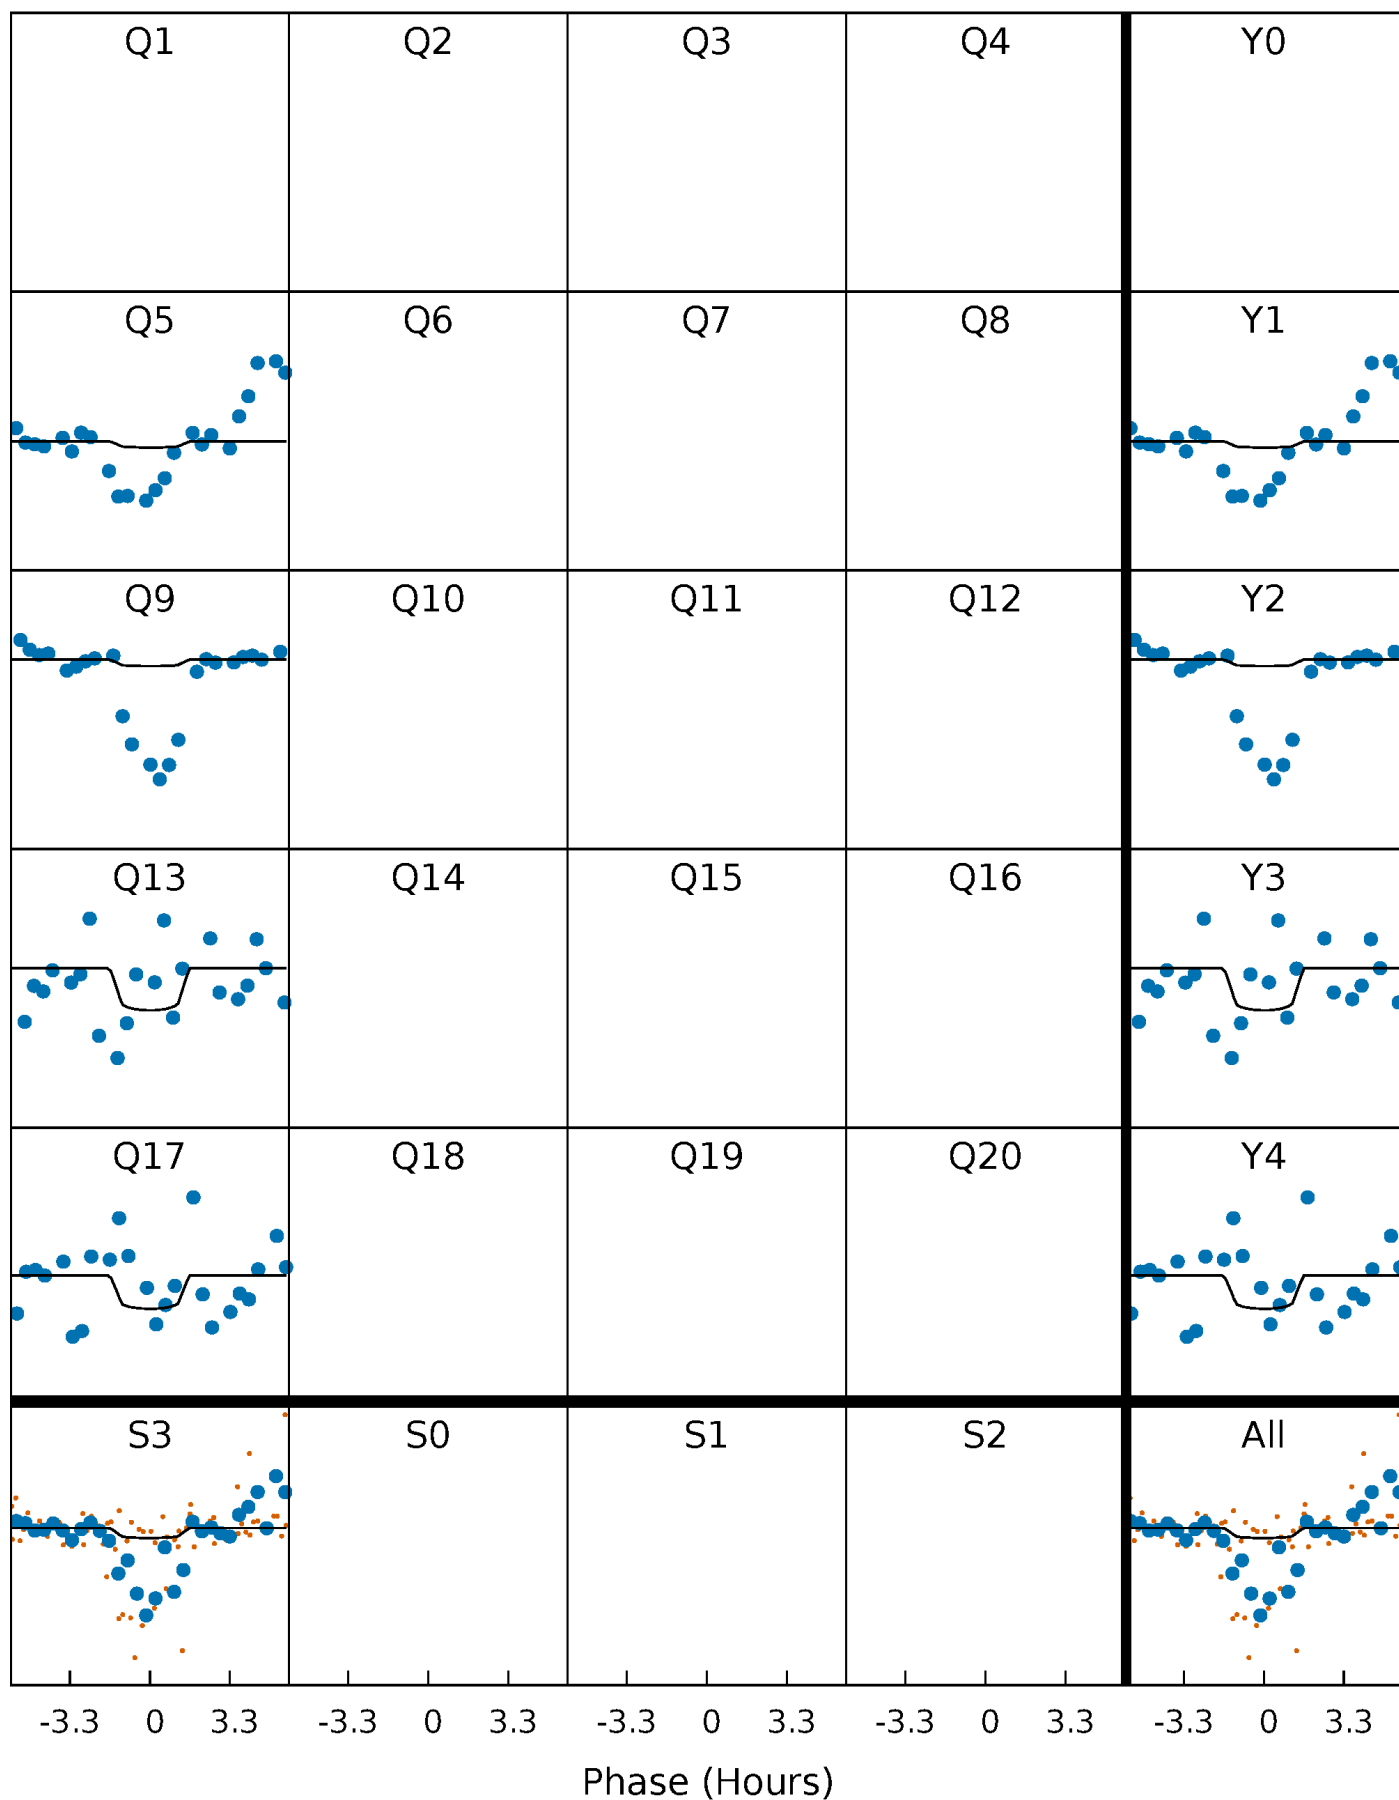 Q1 Q2 Q3 Q4 Y0
Q5 Q6 Q7 Q8 Y1
Q9 Q10 Q11 Q12 Y2
Q13 Q14 Q15 Q16 Y3
Q17 Q18 Q19 Q20 Y4
S3 S0 S1 S2 All
-3.3 0 3.3 -3.3 0 3.3 -3.3 0 3.3 -3.3 0 3.3 -3.3 0 3.3
Phase (Hours)